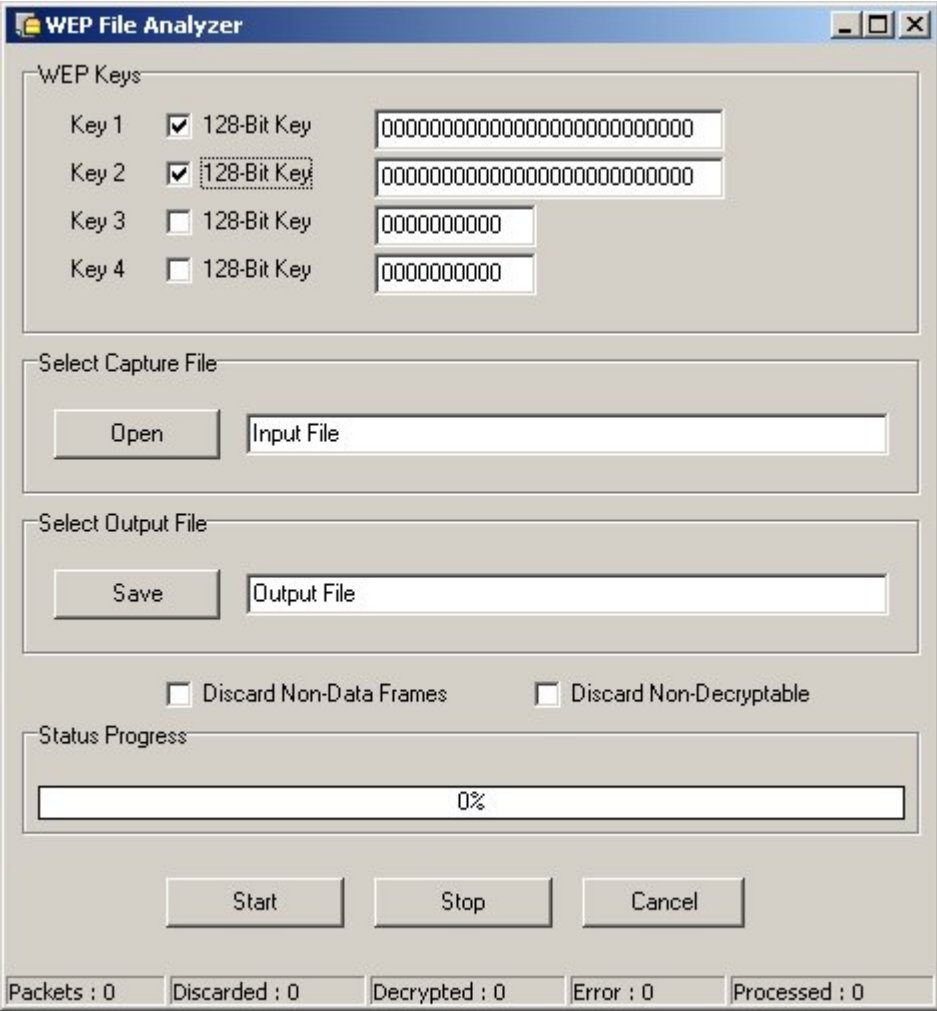 WEP File Analyzer
WEP Keys
Key 1 128-Bit Key 00000000000000000000000000
Key 2 128-Bit Key 00000000000000000000000000
Key 3 128-Bit Key 0000000000
Key 4 128-Bit Key 0000000000
Select Capture File
Open Input File
Select Output File
Save Output File
Discard Non-Data Frames Discard Non-Decryptable
Status Progress
0%
Start Stop Cancel
Packets : 0 Discarded : 0 Decrypted : 0 Error : 0 Processed : 0